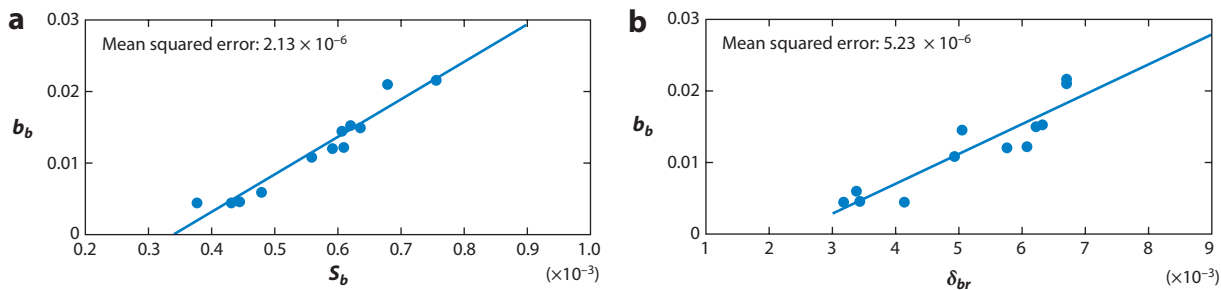 a
Mean squared error: 2.13 × 10⁻⁶
0.03
0.02
0.01
0
b_b
0.2 0.3 0.4 0.5 0.6 0.7 0.8 0.9 1.0
S_b
(×10⁻³)
b
Mean squared error: 5.23 × 10⁻⁶
0.03
0.02
0.01
0
b_b
1 2 3 4 5 6 7 8 9
δ_br
(×10⁻³)